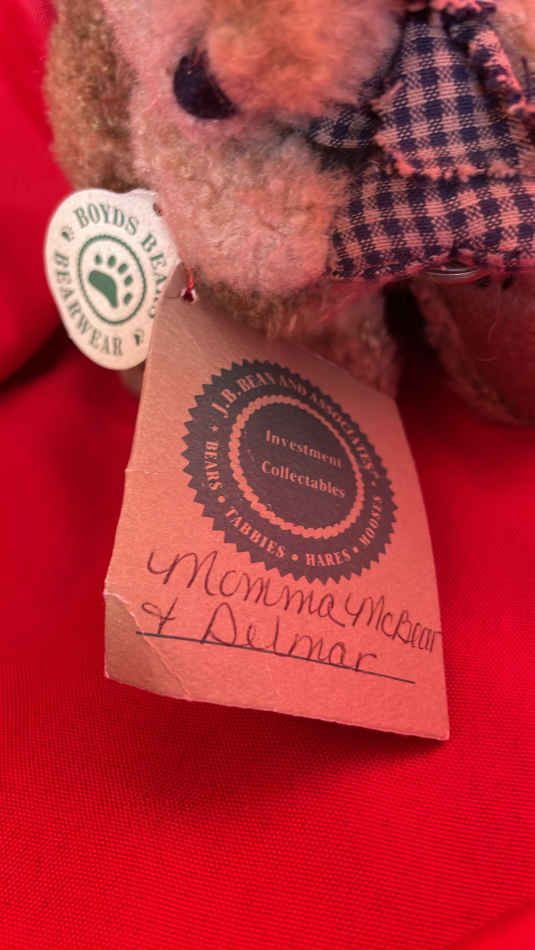 BOYDS BEARS
BEARWEAR
J.B. BEAN AND ASSOCIATES
Investment
Collectables
BEARS • TABBIES • HARES • MOOSES
Momma McBear
& Delmar